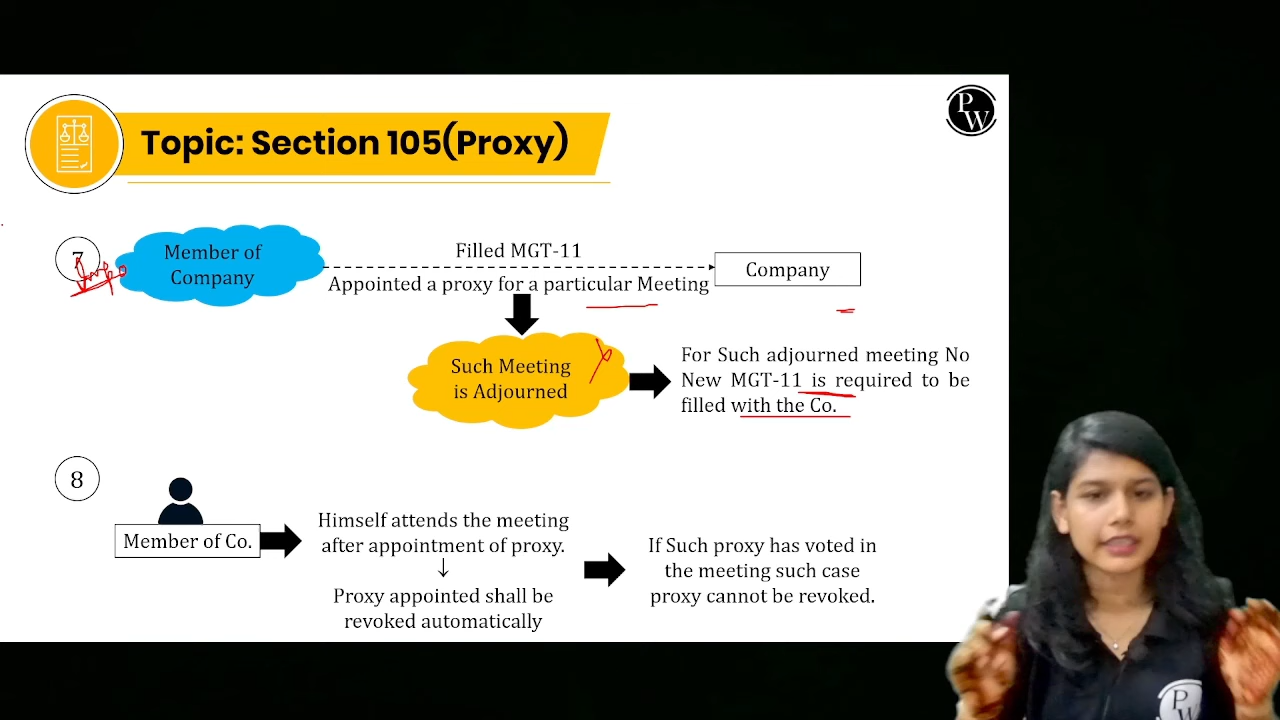 P
W
Topic: Section 105(Proxy)
7
Imp
Member of
Company
Filled MGT-11
Appointed a proxy for a particular Meeting
Company
Such Meeting
is Adjourned
For Such adjourned meeting No
New MGT-11 is required to be
filled with the Co.
8
Member of Co.
Himself attends the meeting
after appointment of proxy.
↓
Proxy appointed shall be
revoked automatically
If Such proxy has voted in
the meeting such case
proxy cannot be revoked.
P
W